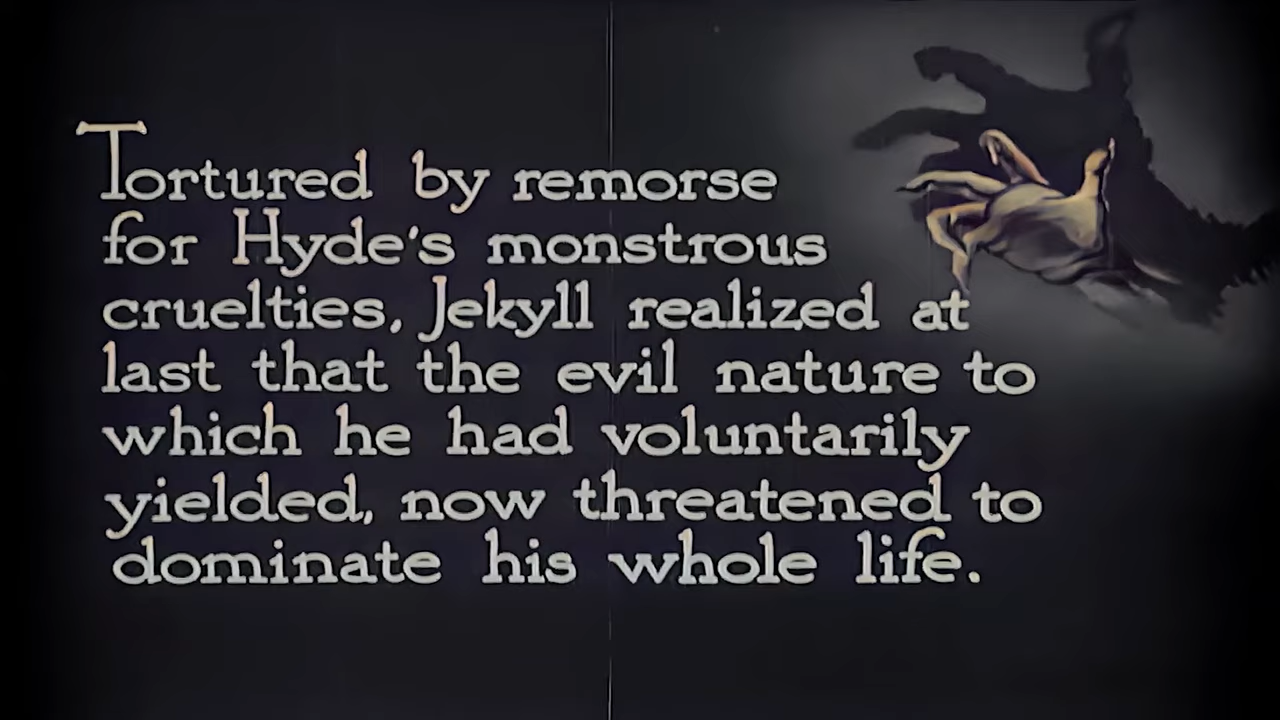 Tortured by remorse
for Hyde's monstrous
cruelties, Jekyll realized at
last that the evil nature to
which he had voluntarily
yielded, now threatened to
dominate his whole life.